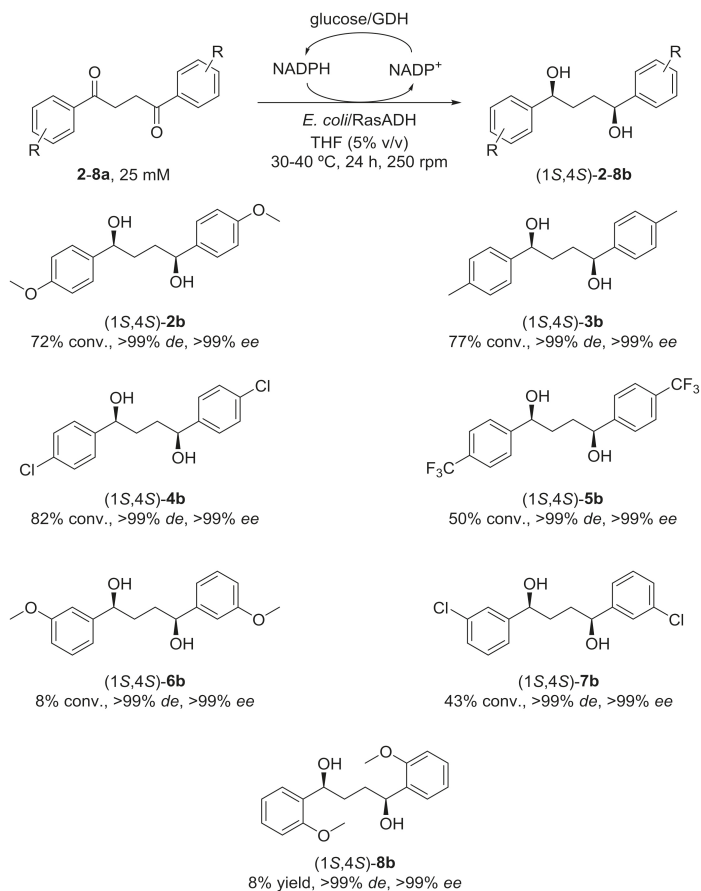 glucose/GDH
NADPH
NADP+
R
O
O
R
E. coli/RasADH
THF (5% v/v)
30-40 ºC, 24 h, 250 rpm
2-8a, 25 mM
R
OH
OH
R
(1S,4S)-2-8b
OH
O
O
OH
(1S,4S)-2b
72% conv., >99% de, >99% ee
OH
OH
(1S,4S)-3b
77% conv., >99% de, >99% ee
OH
Cl
Cl
OH
(1S,4S)-4b
82% conv., >99% de, >99% ee
OH
CF3
F3C
OH
(1S,4S)-5b
50% conv., >99% de, >99% ee
OH
O
O
OH
(1S,4S)-6b
8% conv., >99% de, >99% ee
OH
Cl
Cl
OH
(1S,4S)-7b
43% conv., >99% de, >99% ee
OH
O
O
OH
(1S,4S)-8b
8% yield, >99% de, >99% ee